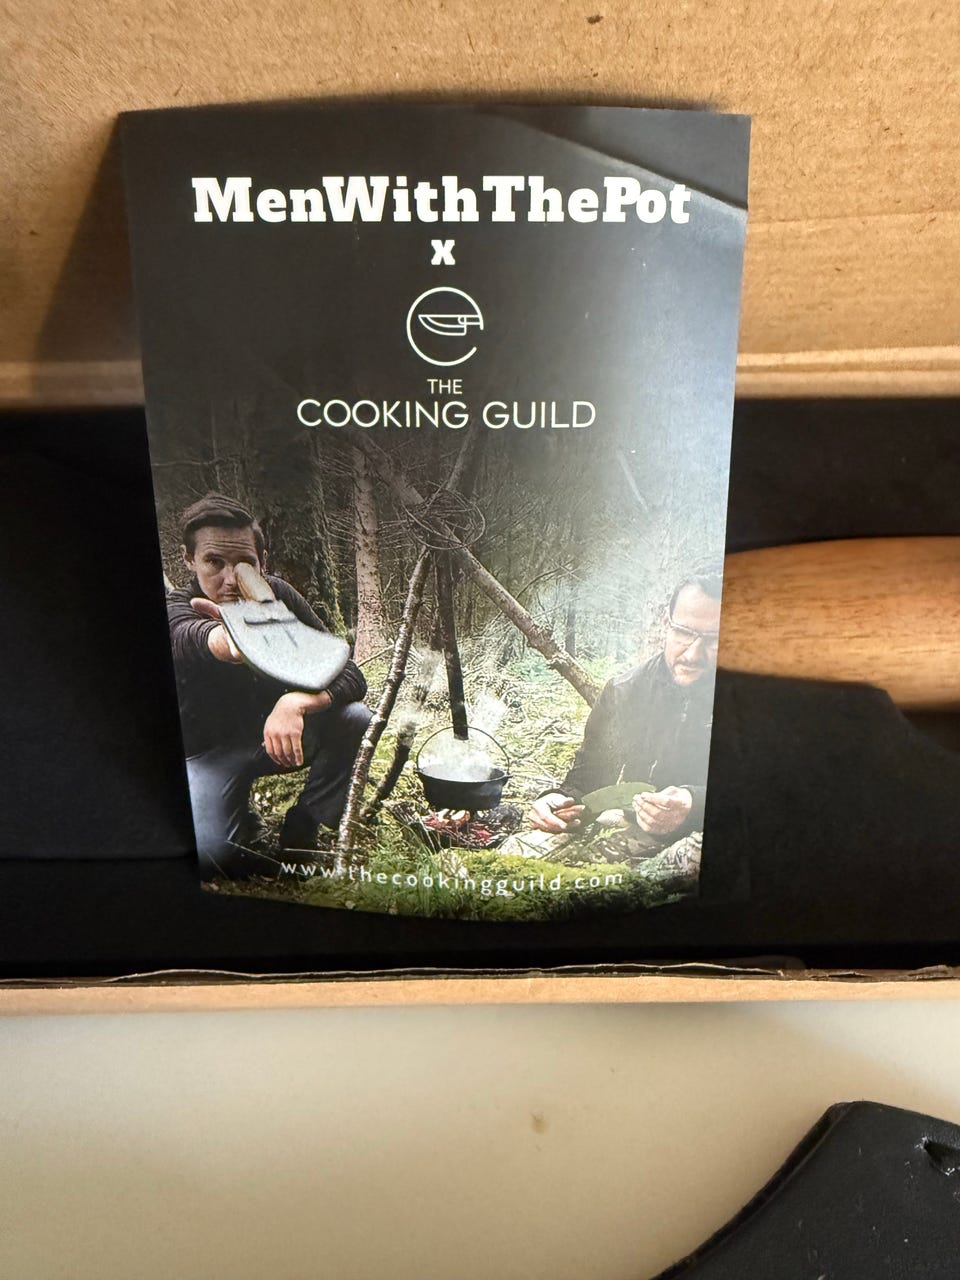 MenWithThePot
x
THE
COOKING GUILD
www.thecookingguild.com